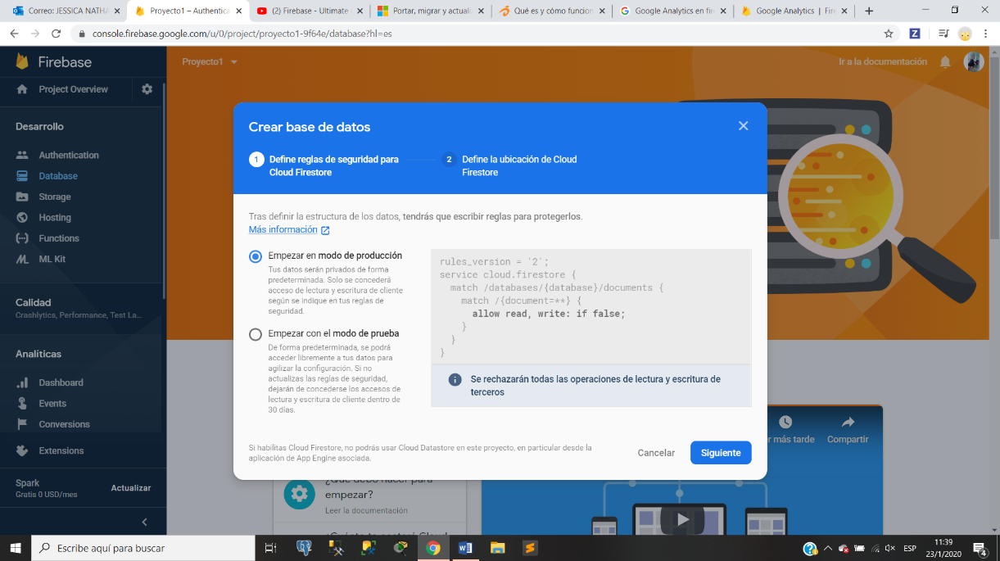 Correo: JESSICA NATHA
Proyecto1 – Authentica
(2) Firebase - Ultimate
Portar, migrar y actualiz
Qué es y cómo funcion
Google Analytics en fir
Google Analytics | Fire
console.firebase.google.com/u/0/project/proyecto1-9f64e/database?hl=es
Firebase
Project Overview
Desarrollo
Authentication
Database
Storage
Hosting
Functions
ML Kit
Calidad
Crashlytics, Performance, Test La...
Analíticas
Dashboard
Events
Conversions
Extensions
Spark
Gratis 0 USD/mes
Actualizar
Proyecto1
Ir a la documentación
Crear base de datos
1 Define reglas de seguridad para
Cloud Firestore
2 Define la ubicación de Cloud
Firestore
Tras definir la estructura de los datos, tendrás que escribir reglas para protegerlos.
Más información
Empezar en modo de producción
Tus datos serán privados de forma
predeterminada. Solo se concederá
acceso de lectura y escritura de cliente
según se indique en tus reglas de
seguridad.
Empezar con el modo de prueba
De forma predeterminada, se podrá
acceder libremente a tus datos para
agilizar la configuración. Si no
actualizas las reglas de seguridad,
dejarán de concederse los accesos de
lectura y escritura de cliente dentro de
30 días.
rules_version = '2';
service cloud.firestore {
match /databases/{database}/documents {
match /{document=**} {
allow read, write: if false;
}
}
}
Se rechazarán todas las operaciones de lectura y escritura de
terceros
Si habilitas Cloud Firestore, no podrás usar Cloud Datastore en este proyecto, en particular desde la
aplicación de App Engine asociada.
Cancelar
Siguiente
r más tarde
Compartir
¿Qué debo hacer para
empezar?
Leer la documentación
Escribe aquí para buscar
ESP
11:39
23/1/2020
4